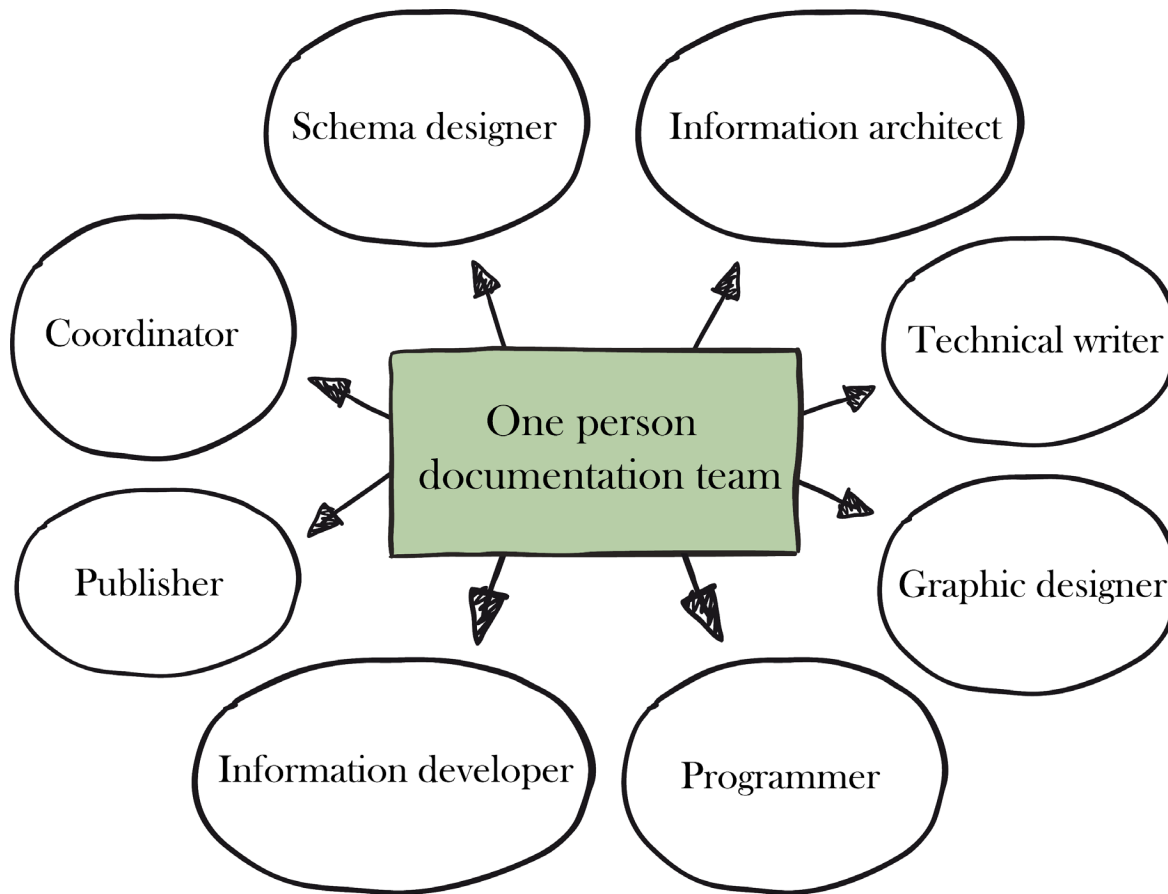 Schema designer
Information architect
Coordinator
Technical writer
One person
documentation team
Publisher
Graphic designer
Information developer
Programmer